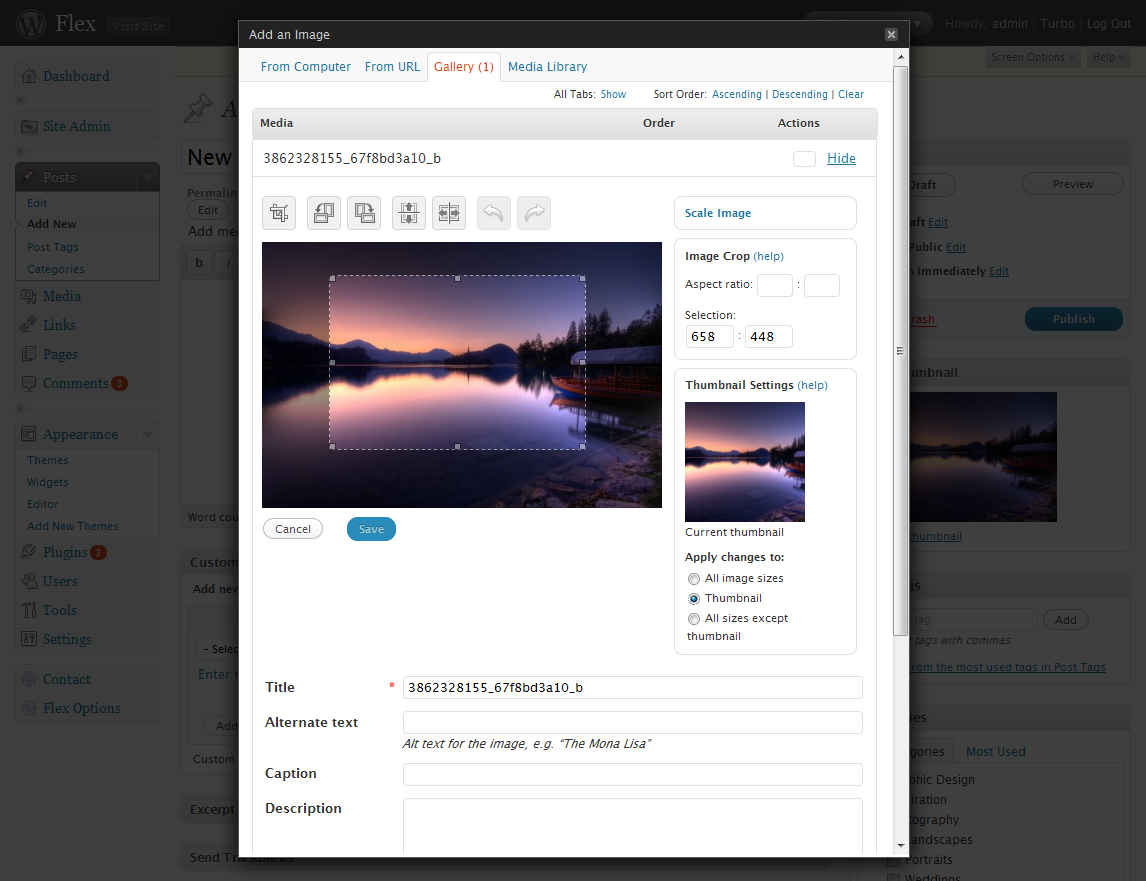 Flex
Visit Site
Howdy, admin | Turbo | Log Out
Add an Image
Screen Options
Help
From Computer
From URL
Gallery (1)
Media Library
All Tabs: Show
Sort Order: Ascending | Descending | Clear
Media
Order
Actions
3862328155_67f8bd3a10_b
Hide
Scale Image
Image Crop (help)
Aspect ratio: :
Selection:
658 : 448
Thumbnail Settings (help)
Current thumbnail
Apply changes to:
All image sizes
Thumbnail
All sizes except
thumbnail
Cancel
Save
Title * 3862328155_67f8bd3a10_b
Alternate text
Alt text for the image, e.g. “The Mona Lisa”
Caption
Description
Dashboard
Site Admin
Posts
Edit
Add New
Post Tags
Categories
Media
Links
Pages
Comments 3
Appearance
Themes
Widgets
Editor
Add New Themes
Plugins 2
Users
Tools
Settings
Contact
Flex Options
A
New
Permalin
Edit
Add me
b
i
Word cou
Custom
Add new
- Selec
Enter n
Add
Custom
Excerpt
Send Trackbacks
Draft
Preview
aft Edit
Public Edit
immediately Edit
rash
Publish
umbnail
humbnail
gs
tag
Add
tags with commas.
from the most used tags in Post Tags
ies
gories
Most Used
phic Design
iration
ography
andscapes
Portraits
Weddings